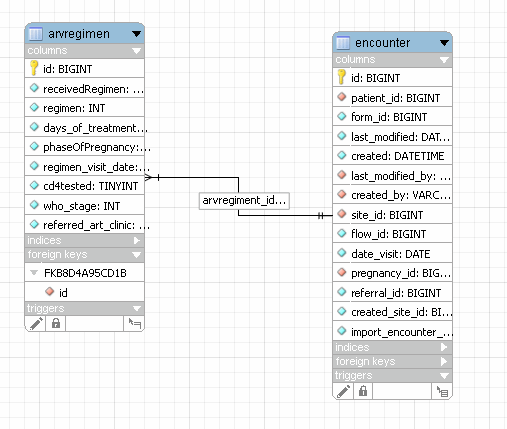 arvregimen
columns
id: BIGINT
receivedRegimen: ...
regimen: INT
days_of_treatment...
phaseOfPregnancy:...
regimen_visit_date:...
cd4tested: TINYINT
who_stage: INT
referred_art_clinic: ...
indices
foreign keys
FKB8D4A95CD1B
id
triggers
arvregiment_id...
encounter
columns
id: BIGINT
patient_id: BIGINT
form_id: BIGINT
last_modified: DAT...
created: DATETIME
last_modified_by: ...
created_by: VARC...
site_id: BIGINT
flow_id: BIGINT
date_visit: DATE
pregnancy_id: BIG...
referral_id: BIGINT
created_site_id: BI...
import_encounter_...
indices
foreign keys
triggers